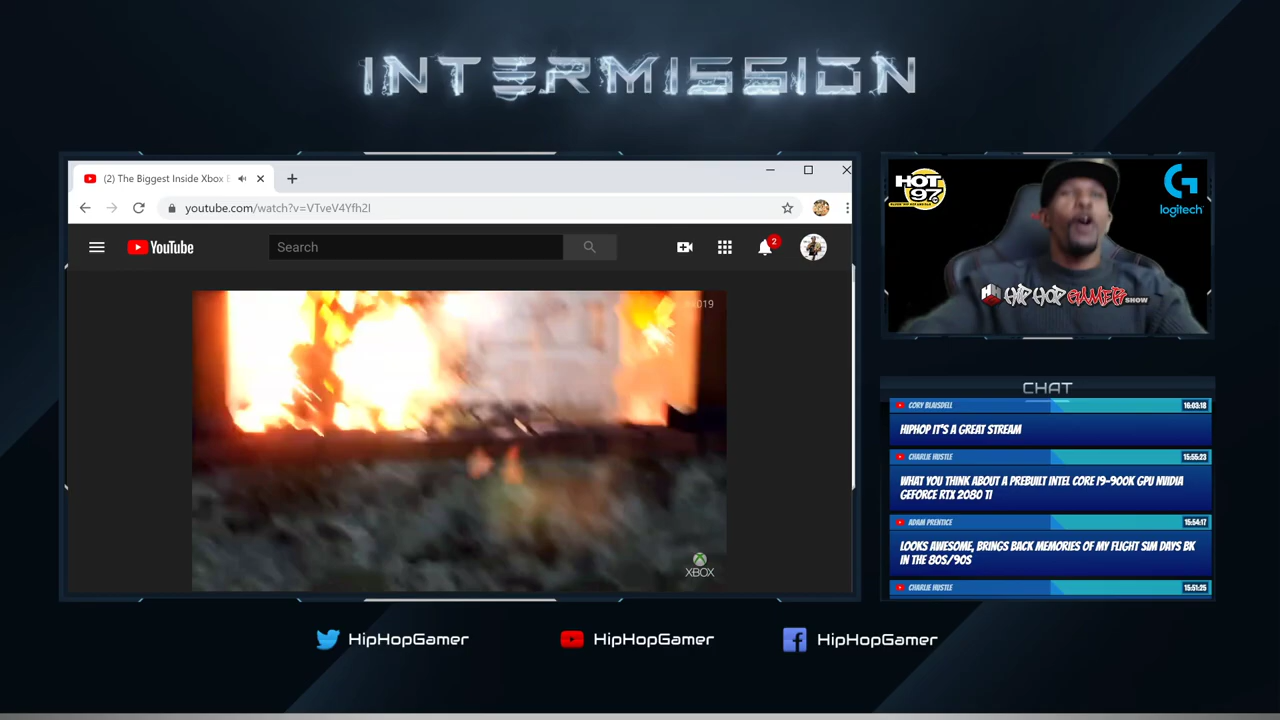 INTERMISSION
(2) The Biggest Inside Xbox E
youtube.com/watch?v=VTveV4Yfh2I
YouTube
Search
2
XBOX
HOT
97
logitech
HIP HOP GAMER SHOW
CHAT
CORY BLAISDELL 16:03:18
HIPHOP IT'S A GREAT STREAM
CHARLIE HUSTLE 15:55:23
WHAT YOU THINK ABOUT A PREBUILT INTEL CORE I9-900K GPU NVIDIA
GEFORCE RTX 2080 TI
ADAM PRENTICE 15:54:17
LOOKS AWESOME, BRINGS BACK MEMORIES OF MY FLIGHT SIM DAYS BK
IN THE 80S/90S
CHARLIE HUSTLE 15:51:25
HipHopGamer
HipHopGamer
HipHopGamer